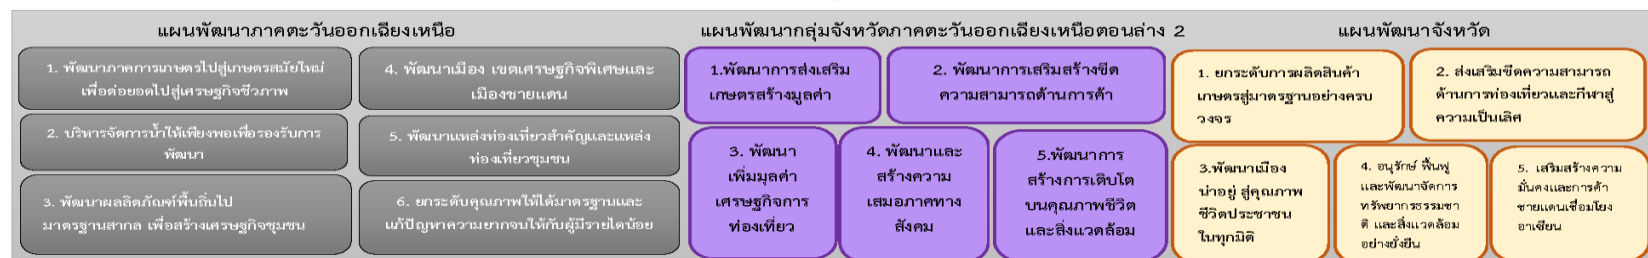 แผนพัฒนาภาคตะวันออกเฉียงเหนือ
1. พัฒนาภาคการเกษตรไปสู่เกษตรสมัยใหม่
เพื่อต่อยอดไปสู่เศรษฐกิจชีวภาพ
4. พัฒนาเมือง เขตเศรษฐกิจพิเศษและ
เมืองชายแดน
2. บริหารจัดการน้ำให้เพียงพอเพื่อรองรับการ
พัฒนา
5. พัฒนาแหล่งท่องเที่ยวสำคัญและแหล่ง
ท่องเที่ยวชุมชน
3. พัฒนาผลลิตภัณฑ์พื้นถิ่นไป
มาตรฐานสากล เพื่อสร้างเศรษฐกิจชุมชน
6. ยกระดับคุณภาพให้ได้มาตรฐานและ
แก้ปัญหาความยากจนให้กับผู้มีรายได้น้อย
แผนพัฒนากลุ่มจังหวัดภาคตะวันออกเฉียงเหนือตอนล่าง 2
1.พัฒนาการส่งเสริม
เกษตรสร้างมูลค่า
2. พัฒนาการเสริมสร้างขีด
ความสามารถด้านการค้า
3. พัฒนา
เพิ่มมูลค่า
เศรษฐกิจการ
ท่องเที่ยว
4. พัฒนาและ
สร้างความ
เสมอภาคทาง
สังคม
5.พัฒนาการ
สร้างการเติบโต
บนคุณภาพชีวิต
และสิ่งแวดล้อม
แผนพัฒนาจังหวัด
1. ยกระดับการผลิตสินค้า
เกษตรสู่มาตรฐานอย่างครบ
วงจร
2. ส่งเสริมขีดความสามารถ
ด้านการท่องเที่ยวและกีฬาสู่
ความเป็นเลิศ
3.พัฒนาเมือง
น่าอยู่ สู่คุณภาพ
ชีวิตประชาชน
ในทุกมิติ
4. อนุรักษ์ ฟื้นฟู
และพัฒนาจัดการ
ทรัพยากรธรรมชา
ติ และสิ่งแวดล้อม
อย่างยั่งยืน
5. เสริมสร้างความ
มั่นคงและการค้า
ชายแดนเชื่อมโยง
อาเซียน